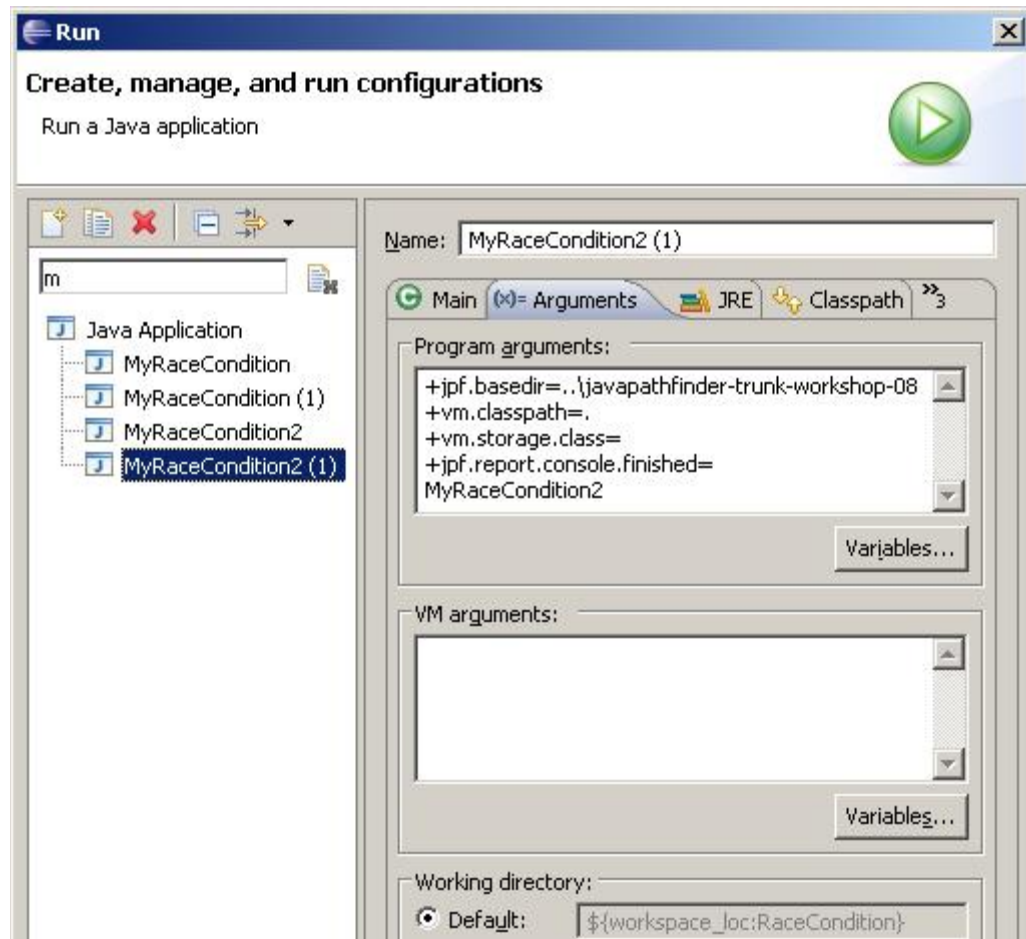 Run
Create, manage, and run configurations
Run a Java application
m
Java Application
MyRaceCondition
MyRaceCondition (1)
MyRaceCondition2
MyRaceCondition2 (1)
Name: MyRaceCondition2 (1)
Main (x)= Arguments JRE Classpath »3
Program arguments:
+jpf.basedir=..\javapathfinder-trunk-workshop-08
+vm.classpath=.
+vm.storage.class=
+jpf.report.console.finished=
MyRaceCondition2
Variables...
VM arguments:
Variables...
Working directory:
Default: ${workspace_loc:RaceCondition}